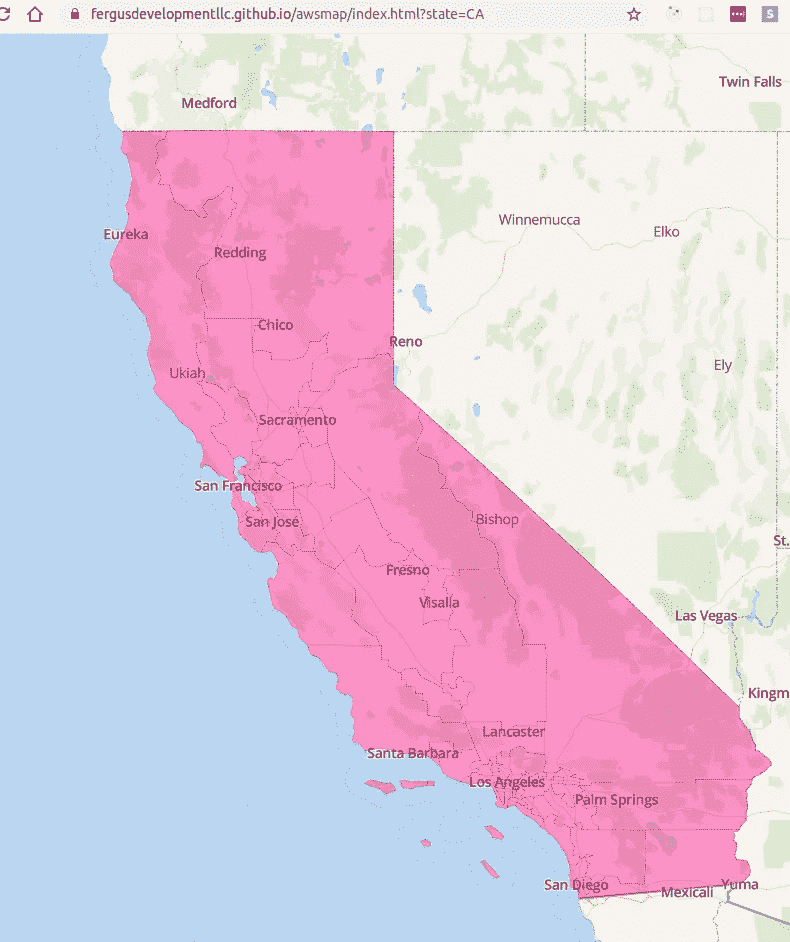 fergusdevelopmentllc.github.io/awsmap/index.html?state=CA
S
Twin Falls
Medford
Winnemucca
Elko
Eureka
Redding
Chico
Reno
Ely
Ukiah
Sacramento
San Francisco
San José
Bishop
St.
Fresno
Visalia
Las Vegas
Kingm
Lancaster
Santa Barbara
Los Angeles
Palm Springs
San Diego
Mexicali
Yuma